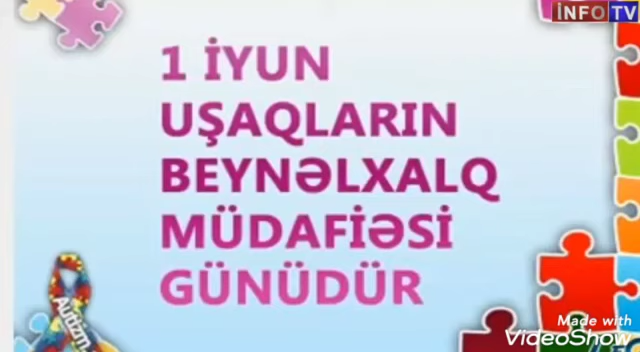 İNFO TV
1 İYUN
UŞAQLARIN
BEYNƏLXALQ
MÜDAFİƏSİ
GÜNÜDÜR
Autizm
Made with
VideoShow